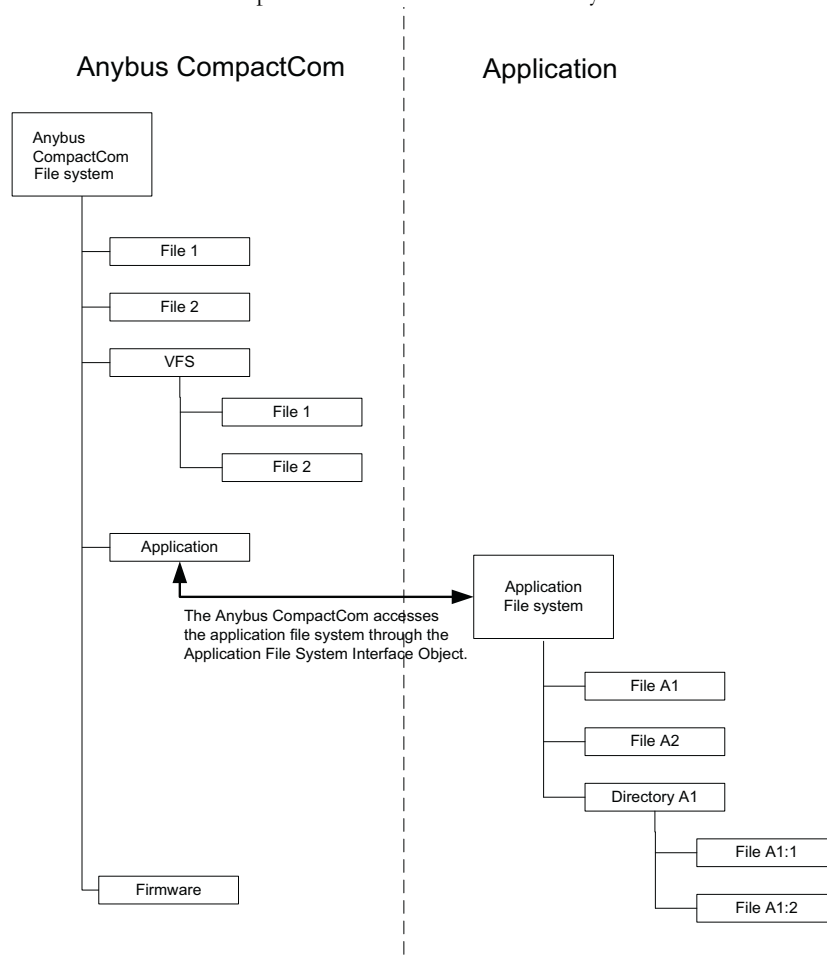 Anybus CompactCom
Application
Anybus
CompactCom
File system
File 1
File 2
VFS
File 1
File 2
Application
The Anybus CompactCom accesses
the application file system through the
Application File System Interface Object.
Application
File system
File A1
File A2
Directory A1
File A1:1
File A1:2
Firmware